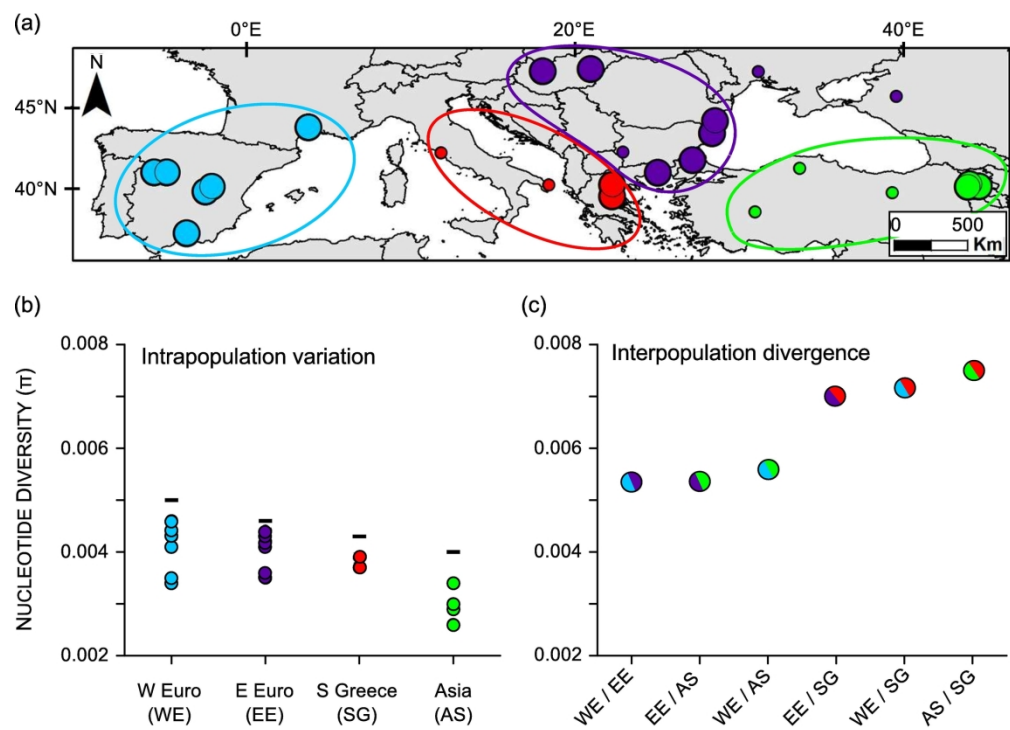 (a)
0°E
20°E
40°E
N
45°N
40°N
0
500
Km
(b)
(c)
0.008
Intrapopulation variation
0.006
0.004
0.002
NUCLEOTIDE DIVERSITY (π)
W Euro
(WE)
E Euro
(EE)
S Greece
(SG)
Asia
(AS)
0.008
Interpopulation divergence
0.006
0.004
0.002
WE / EE
EE / AS
WE / AS
EE / SG
WE / SG
AS / SG